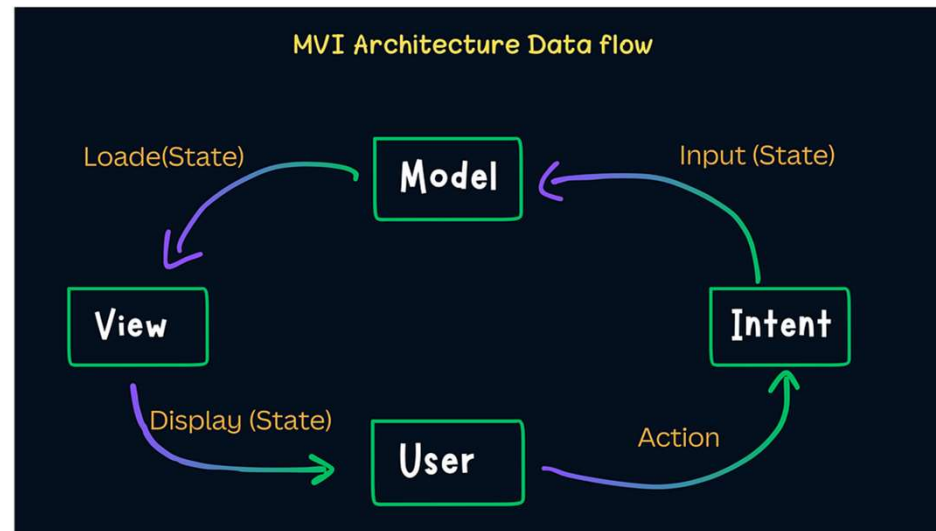 MVI Architecture Data flow
Loade(State)
Model
Input (State)
View
Intent
Display (State)
User
Action